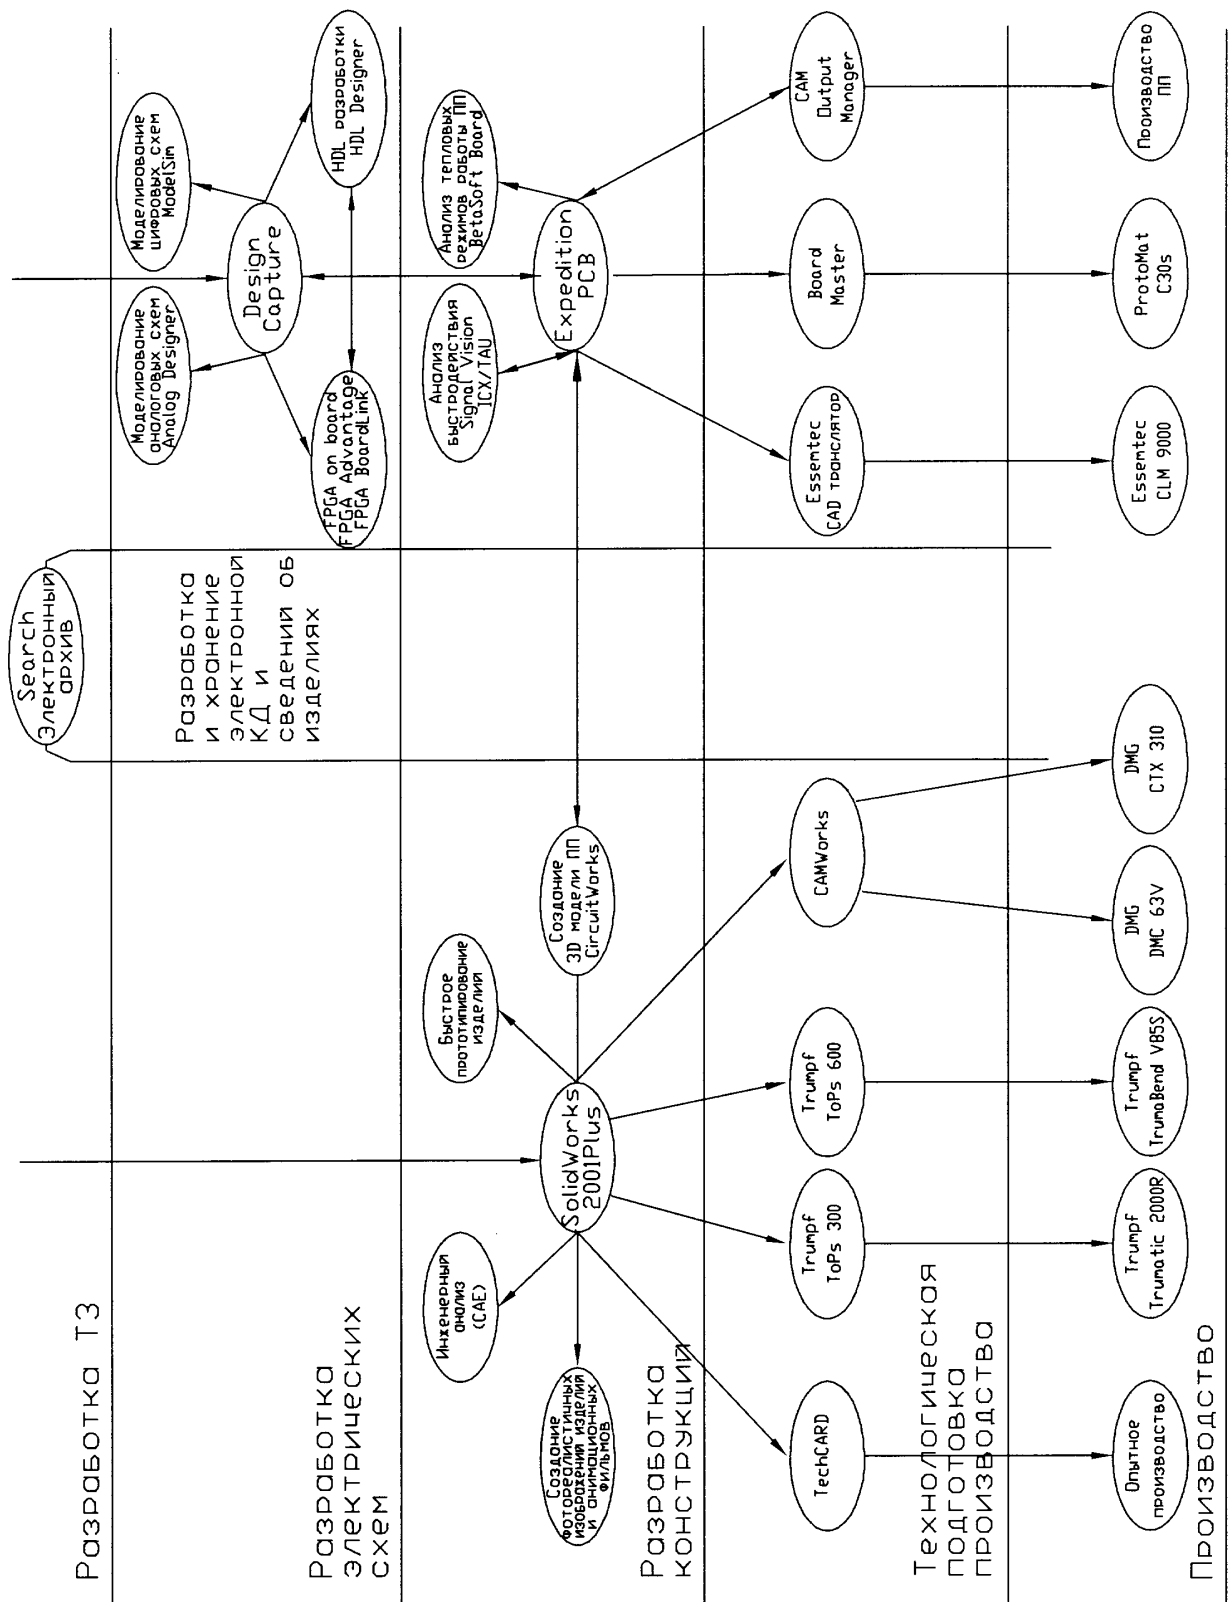 Разработка ТЗ
Search
Электронный
архив
Разработка
электрических
схем
Разработка
и хранение
электронной
КД и
сведений об
изделиях
Моделирование
аналоговых схем
Analog Designer
Моделирование
цифровых схем
ModelSim
Design
Capture
FPGA on board
FPGA Advantage
FPGA BoardLink
HDL разработки
HDL Designer
Разработка
конструкций
Инженерный
анализ
(CAE)
Быстрое
прототипирование
изделий
Анализ
быстродействия
Signal Vision
ICX/TAU
Анализ тепловых
режимов работы ПП
BetaSoft Board
Создание
фотореалистичных
изображений изделий
и анимационных
фильмов
SolidWorks
2001Plus
Создание
3D модели ПП
CircuitWorks
Expedition
PCB
Технологическая
подготовка
производства
TechCARD
Trumpf
ToPs 300
Trumpf
ToPs 600
CAMWorks
Essemtec
CAD транслятор
Board
Master
CAM
Output
Manager
Производство
Опытное
производство
Trumpf
Trumatic 2000R
Trumpf
TrumaBend V85S
DMG
DMC 63V
DMG
CTX 310
Essemtec
CLM 9000
ProtoMat
C30s
Производство
ПП